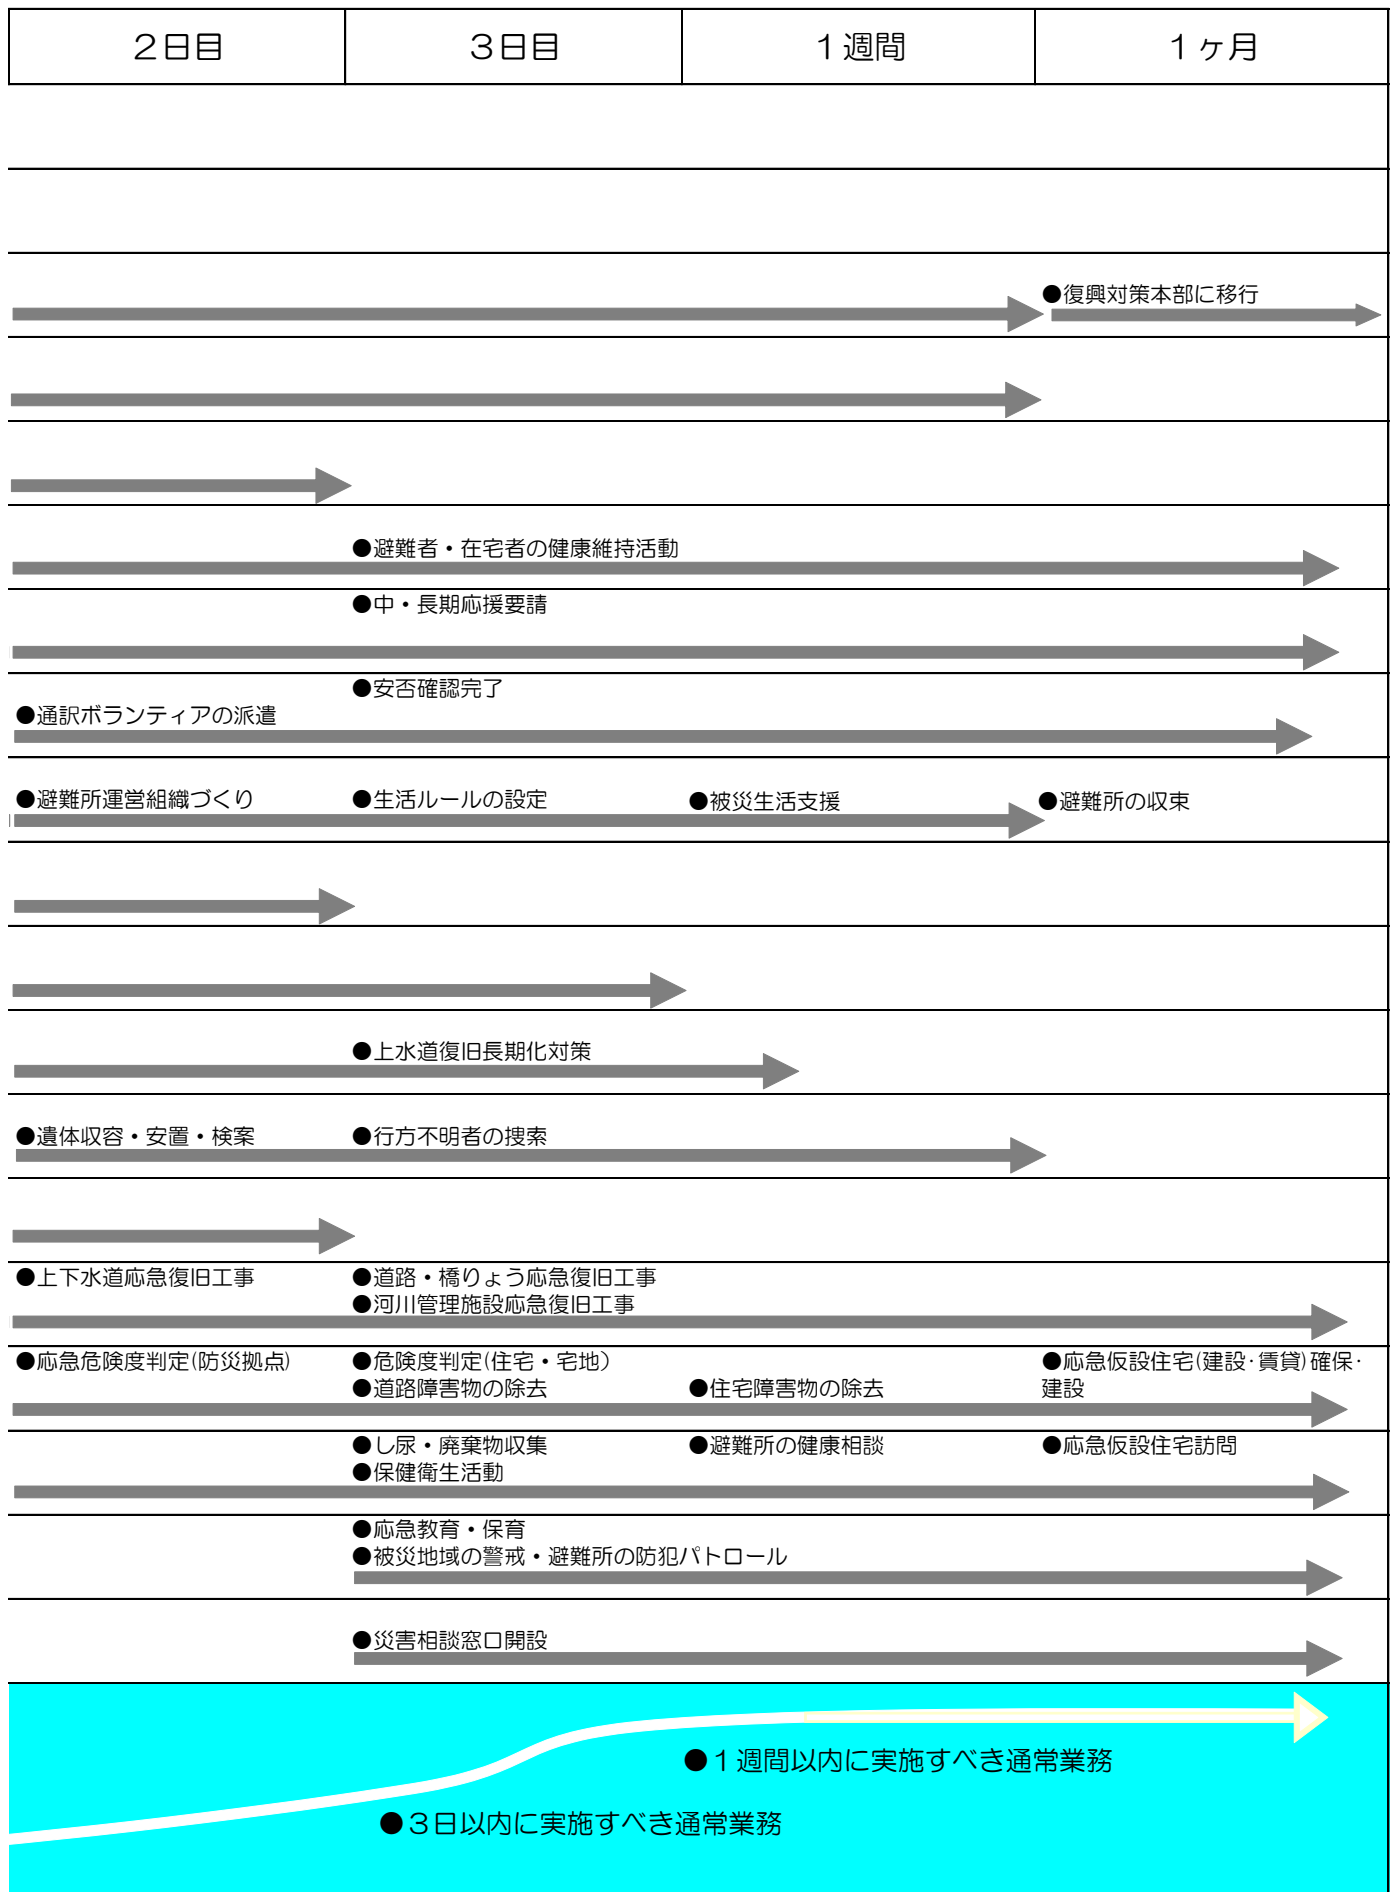 ２日目
３日目
１週間
１ヶ月
●復興対策本部に移行
●避難者・在宅者の健康維持活動
●中・長期応援要請
●安否確認完了
●通訳ボランティアの派遣
●避難所運営組織づくり
●生活ルールの設定
●被災生活支援
●避難所の収束
●上水道復旧長期化対策
●遺体収容・安置・検案
●行方不明者の捜索
●上下水道応急復旧工事
●道路・橋りょう応急復旧工事
●河川管理施設応急復旧工事
●応急危険度判定(防災拠点)
●危険度判定(住宅・宅地）
●道路障害物の除去
●住宅障害物の除去
●応急仮設住宅(建設･賃貸)確保･
建設
●し尿・廃棄物収集
●保健衛生活動
●避難所の健康相談
●応急仮設住宅訪問
●応急教育・保育
●被災地域の警戒・避難所の防犯パトロール
●災害相談窓口開設
●１週間以内に実施すべき通常業務
●３日以内に実施すべき通常業務